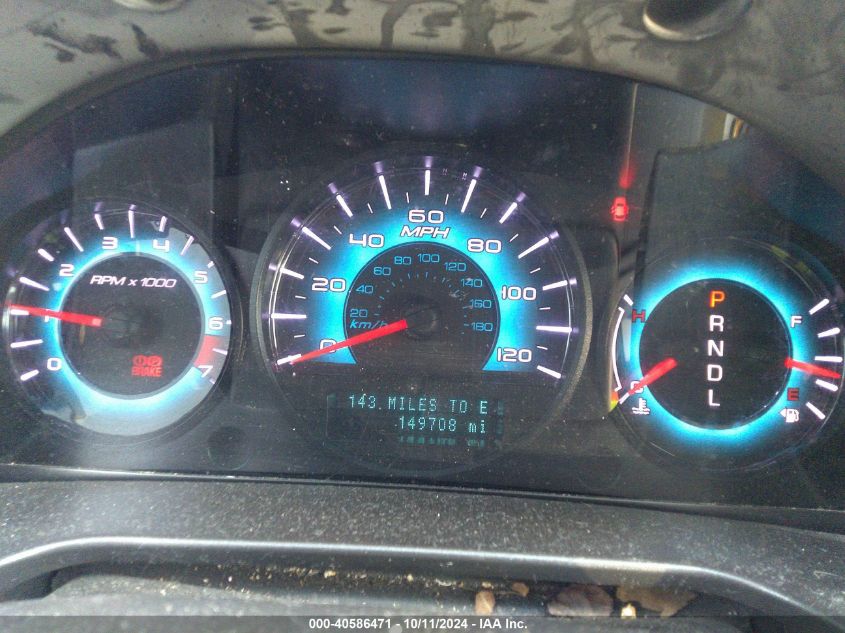 0 1 2 3 4 5 6 7
RPM x 1000
BRAKE
0 20 40 60 80 100 120
MPH
20 40 60 80 100 120 140 160 180
km/h
143 MILES TO E
149708 mi
H
C
P
R
N
D
L
F
E
000-40586471 - 10/11/2024 - IAA Inc.